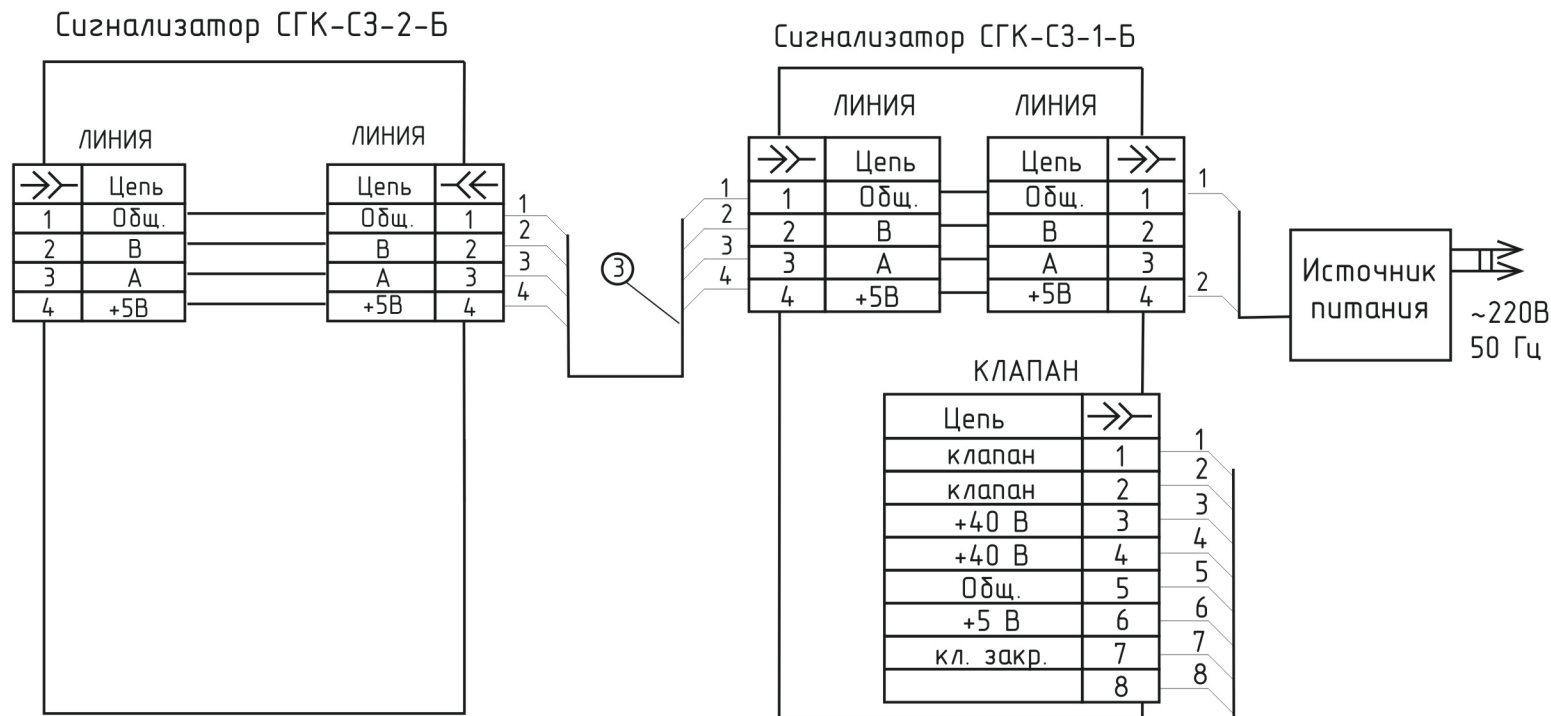 Сигнализатор СГК-СЗ-2-Б
ЛИНИЯ
ЛИНИЯ
Цепь
1 Общ.
2 В
3 А
4 +5В
Цепь
Общ. 1
В 2
А 3
+5В 4
1
2
3
4
3
Сигнализатор СГК-СЗ-1-Б
ЛИНИЯ
ЛИНИЯ
1
2
3
4
Цепь
1 Общ.
2 В
3 А
4 +5В
Цепь
Общ. 1
В 2
А 3
+5В 4
1
2
Источник
питания
~220В
50 Гц
КЛАПАН
Цепь
клапан 1
клапан 2
+40 В 3
+40 В 4
Общ. 5
+5 В 6
кл. закр. 7
8
1
2
3
4
5
6
7
8